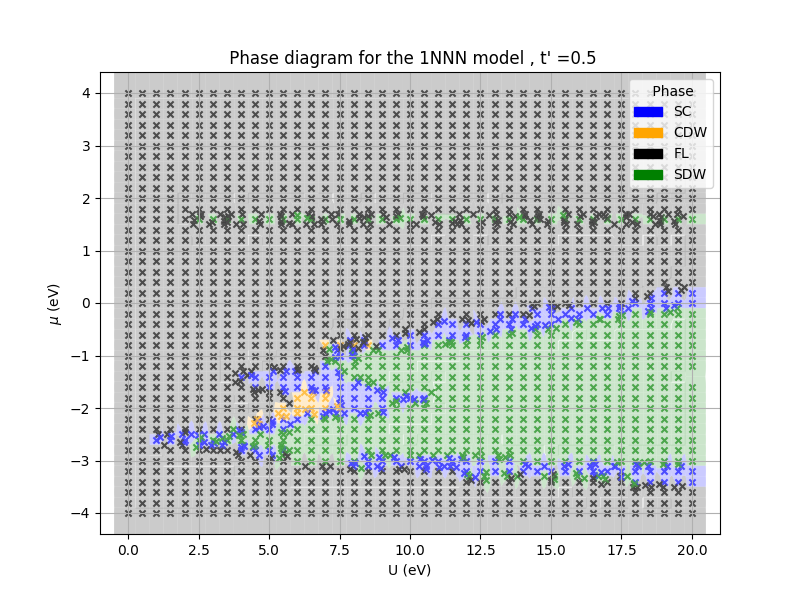 Phase diagram for the 1NNN model , t' =0.5
Phase
SC
CDW
FL
SDW
μ (eV)
4
3
2
1
0
−1
−2
−3
−4
0.0 2.5 5.0 7.5 10.0 12.5 15.0 17.5 20.0
U (eV)